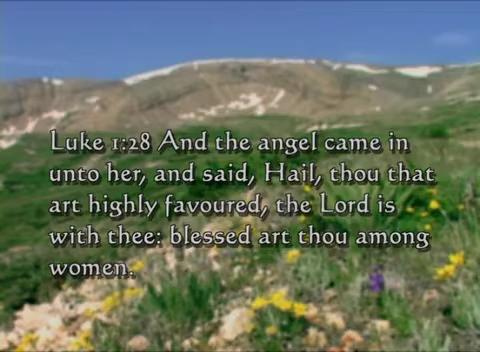 Luke 1:28 And the angel came in
unto her, and said, Hail, thou that
art highly favoured, the Lord is
with thee: blessed art thou among
women.